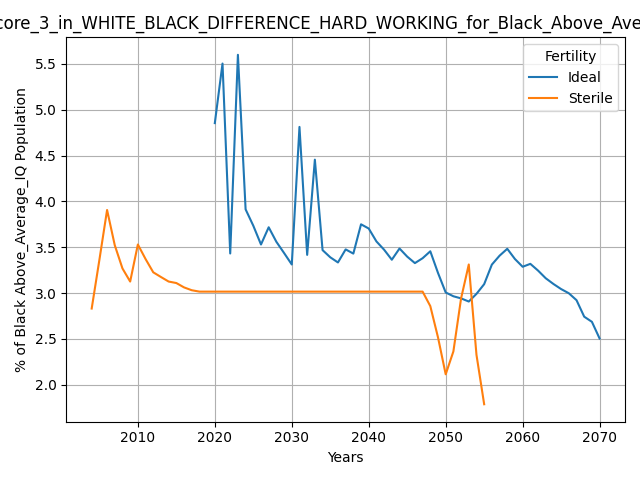 core_3_in_WHITE_BLACK_DIFFERENCE_HARD_WORKING_for_Black_Above_Ave
Fertility
Ideal
Sterile
% of Black Above_Average_IQ Population
5.5
5.0
4.5
4.0
3.5
3.0
2.5
2.0
2010
2020
2030
2040
2050
2060
2070
Years